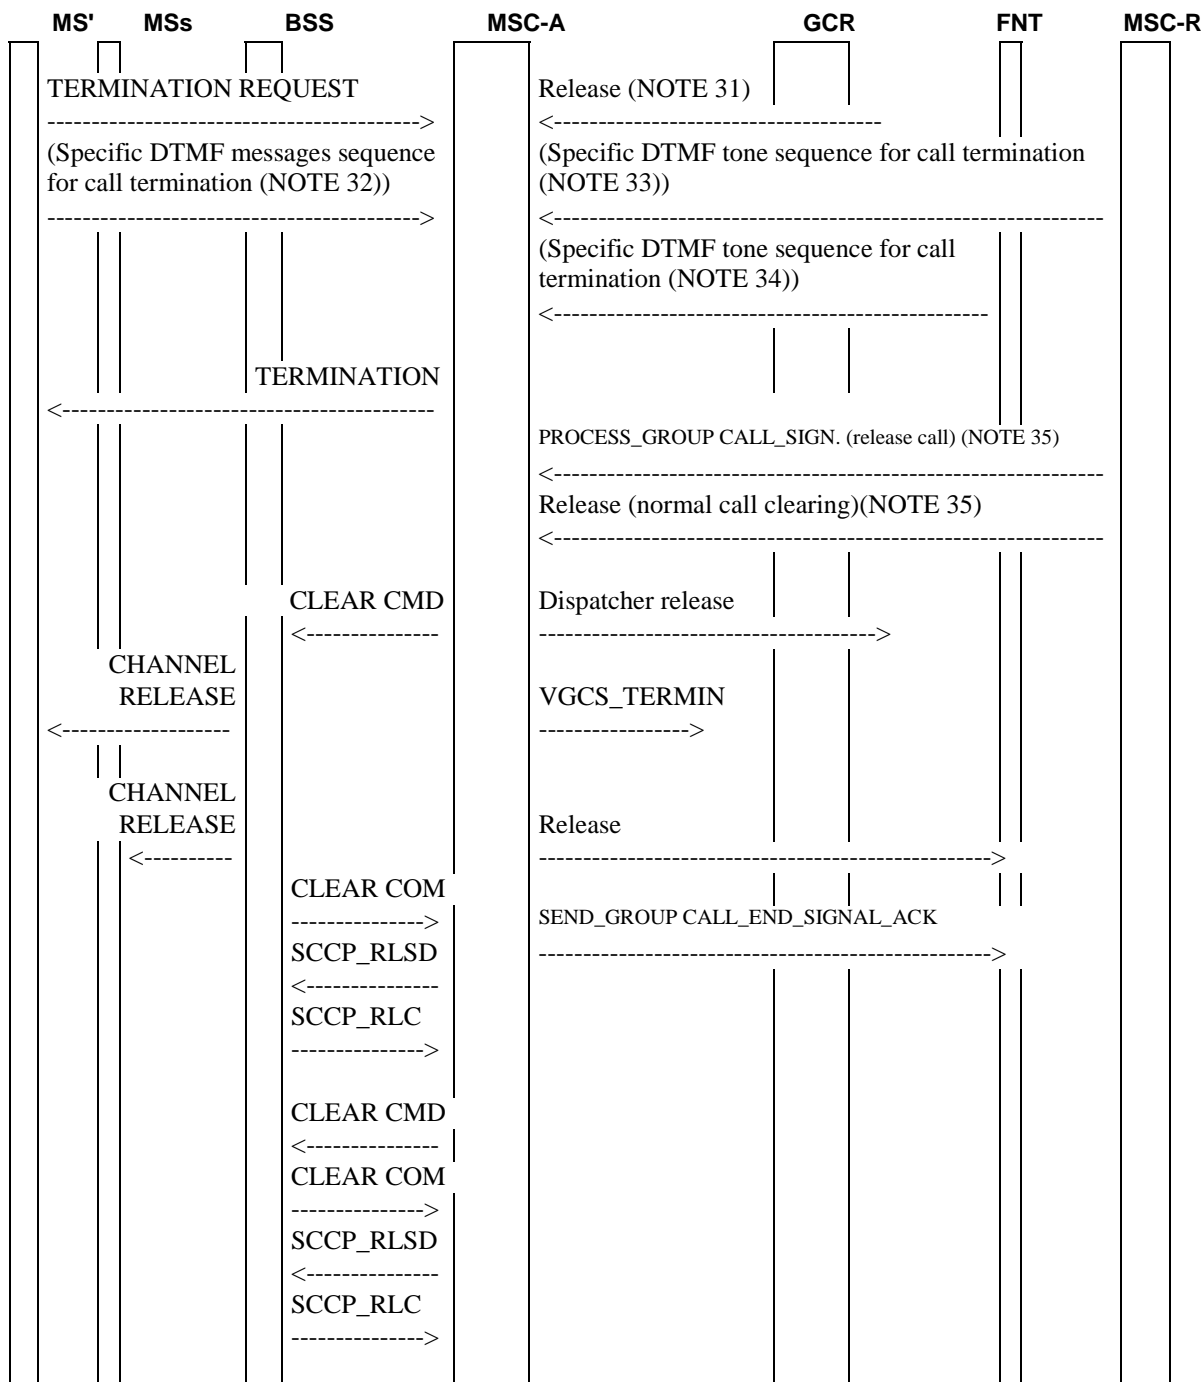 MS' MSs BSS MSC-A GCR FNT MSC-R
TERMINATION REQUEST Release (NOTE 31)
---------------------------------------> <-------------------------------------
(Specific DTMF messages sequence (Specific DTMF tone sequence for call termination
for call termination (NOTE 32)) (NOTE 33))
---------------------------------------> <--------------------------------------------------------------
(Specific DTMF tone sequence for call
termination (NOTE 34))
<-------------------------------------------------
TERMINATION
<---------------------------------------
PROCESS_GROUP CALL_SIGN. (release call) (NOTE 35)
<--------------------------------------------------------------
Release (normal call clearing)(NOTE 35)
<--------------------------------------------------------------
CLEAR CMD Dispatcher release
<--------------- -------------------------------------->
CHANNEL
RELEASE VGCS_TERMIN
<------------------- ----------------->
CHANNEL
RELEASE Release
<---------- --------------------------------------------------->
CLEAR COM
---------------> SEND_GROUP CALL_END_SIGNAL_ACK
SCCP_RLSD --------------------------------------------------->
<---------------
SCCP_RLC
--------------->
CLEAR CMD
<---------------
CLEAR COM
--------------->
SCCP_RLSD
<---------------
SCCP_RLC
--------------->